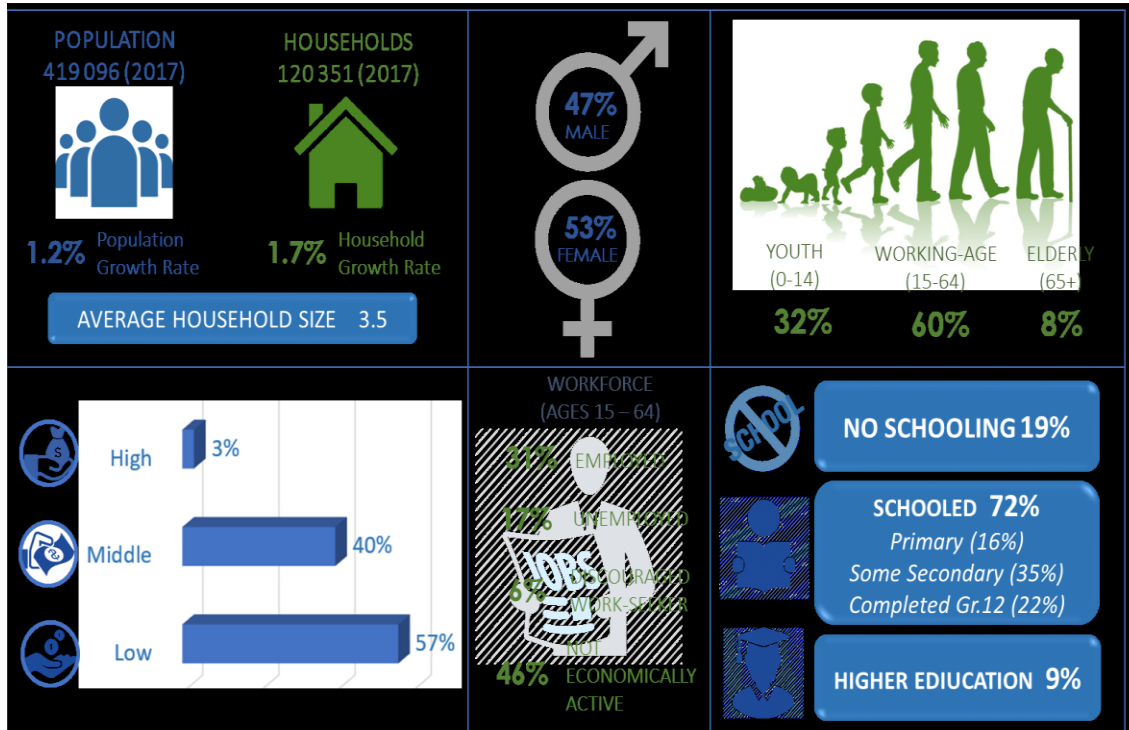 POPULATION
419 096 (2017)
HOUSEHOLDS
120 351 (2017)
1.2% Population
Growth Rate
1.7% Household
Growth Rate
AVERAGE HOUSEHOLD SIZE 3.5
47%
MALE
53%
FEMALE
YOUTH
(0-14)
32%
WORKING-AGE
(15-64)
60%
ELDERLY
(65+)
8%
$
High 3%
Middle 40%
Low 57%
WORKFORCE
(AGES 15 – 64)
31% EMPLOYED
17% UNEMPLOYED
JOBS
6% DISCOURAGED
WORK-SEEKER
46% NOT
ECONOMICALLY
ACTIVE
SCHOOL
NO SCHOOLING 19%
SCHOOLED 72%
Primary (16%)
Some Secondary (35%)
Completed Gr.12 (22%)
HIGHER EDIUCATION 9%